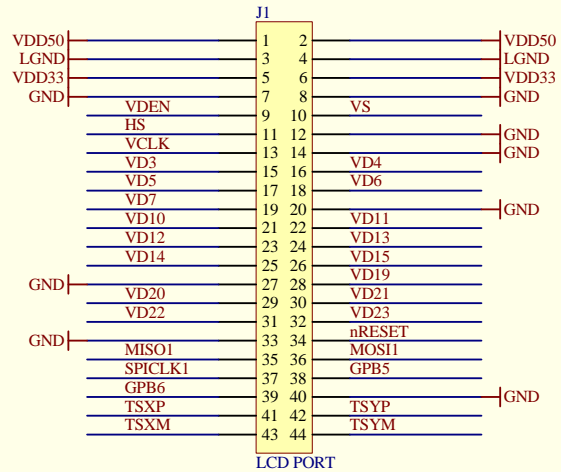 J1
VDD50 1 2 VDD50
LGND 3 4 LGND
VDD33 5 6 VDD33
GND 7 8 GND
VDEN 9 10 VS
HS 11 12 GND
VCLK 13 14 GND
VD3 15 16 VD4
VD5 17 18 VD6
VD7 19 20 GND
VD10 21 22 VD11
VD12 23 24 VD13
VD14 25 26 VD15
GND 27 28 VD19
VD20 29 30 VD21
VD22 31 32 VD23
GND 33 34 nRESET
MISO1 35 36 MOSI1
SPICLK1 37 38 GPB5
GPB6 39 40 GND
TSXP 41 42 TSYP
TSXM 43 44 TSYM
LCD PORT